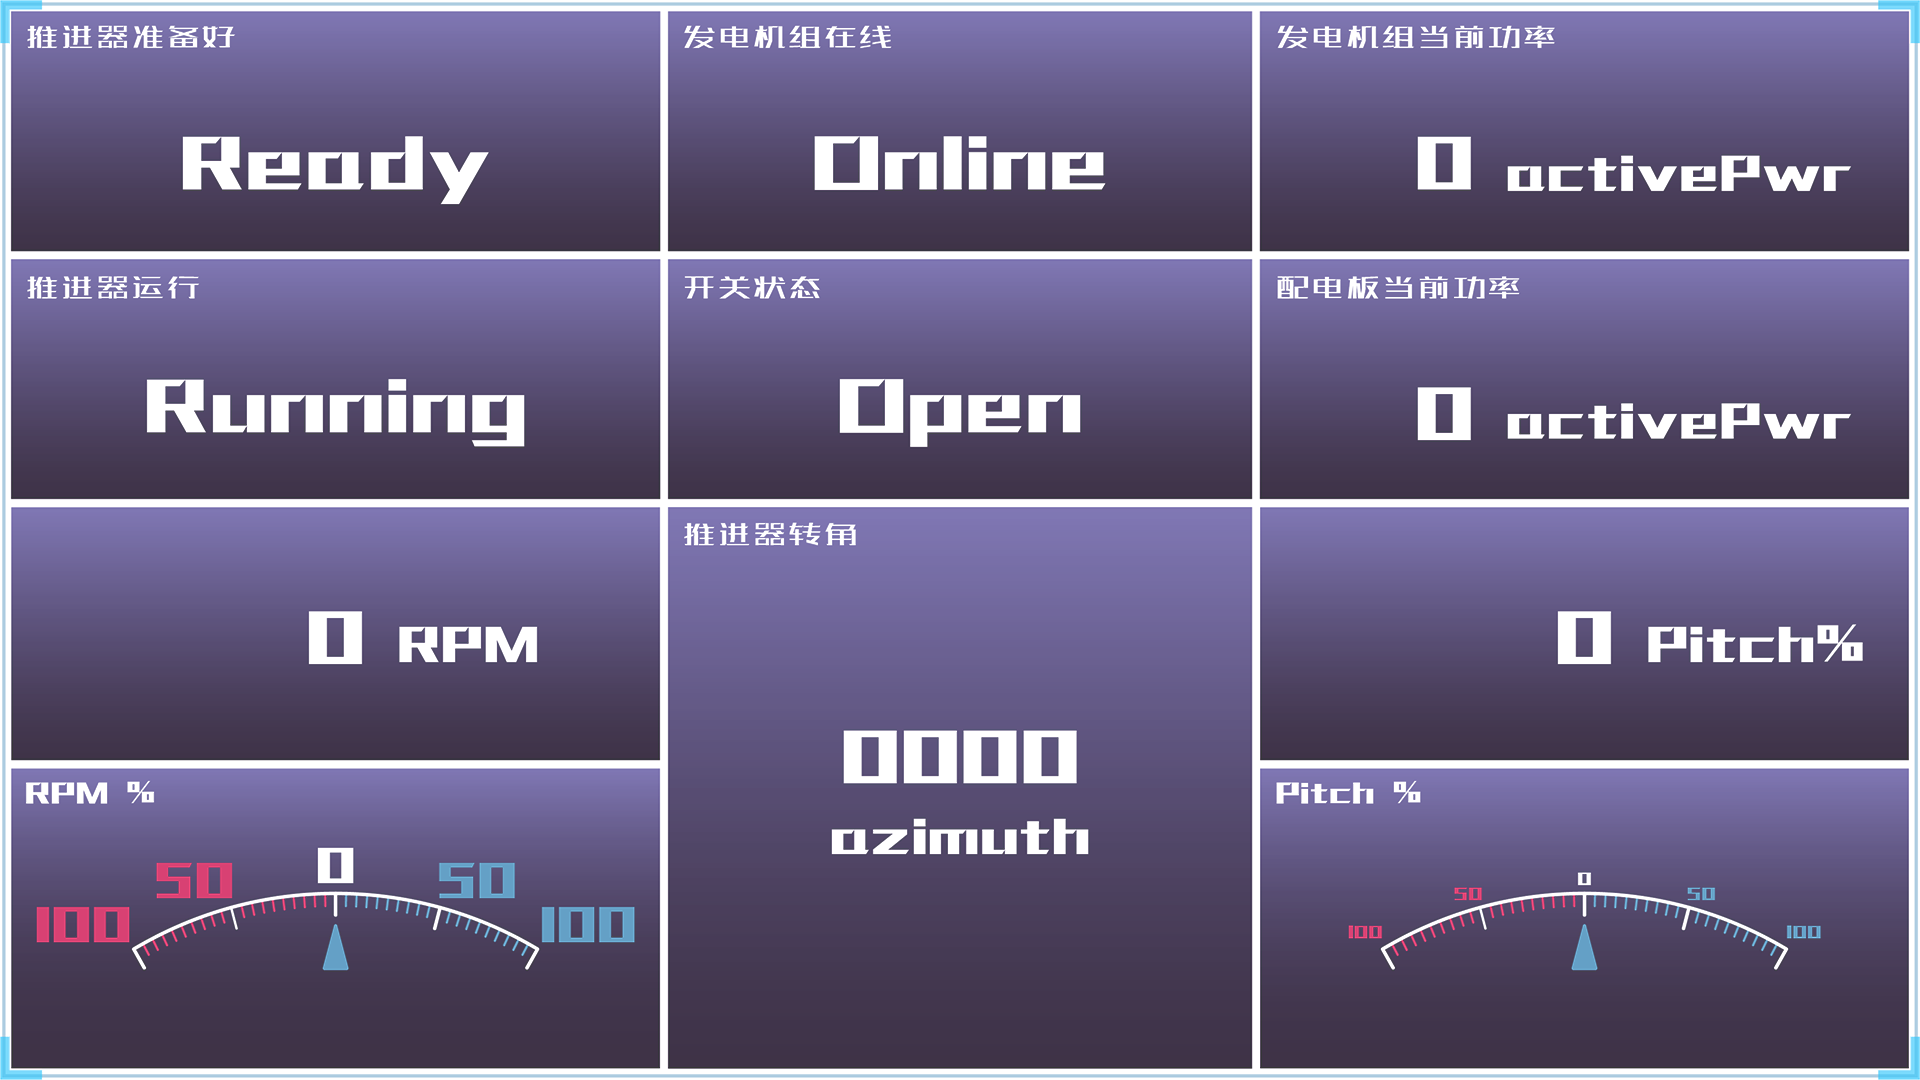 推进器准备好
Ready
发电机组在线
Online
发电机组当前功率
0 activePwr
推进器运行
Running
开关状态
Open
配电板当前功率
0 activePwr
0 RPM
推进器转角
0000
azimuth
0 Pitch%
RPM %
100 50 0 50 100
Pitch %
100 50 0 50 100